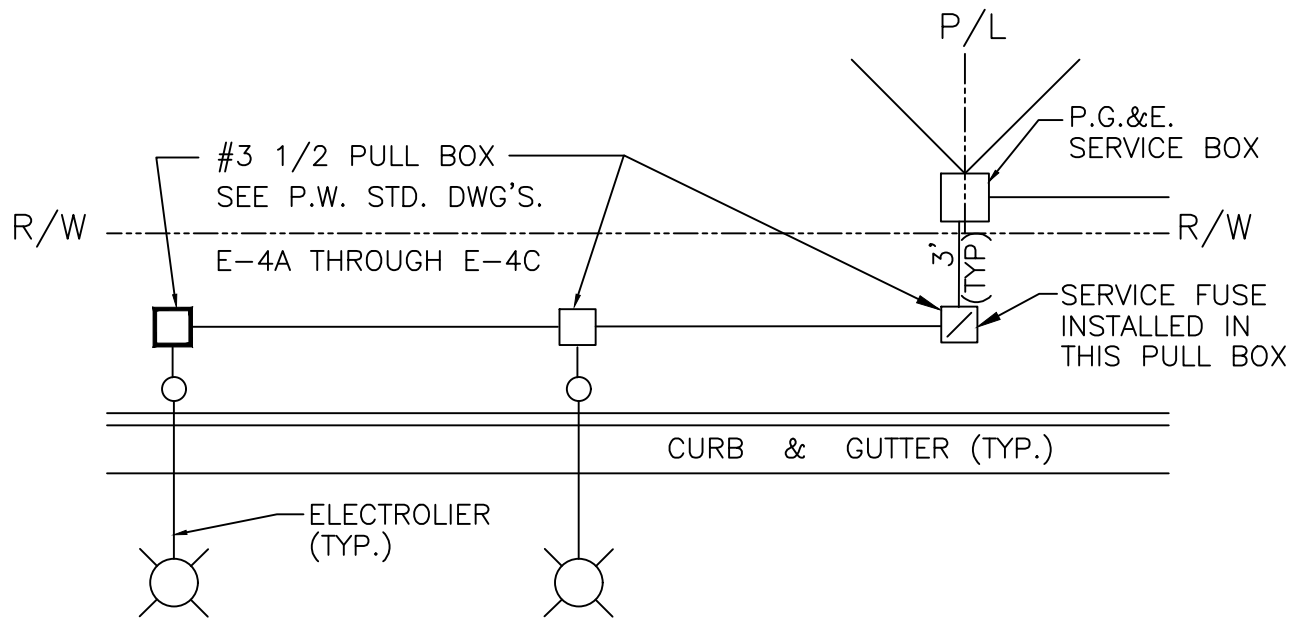 P/L
P.G.&E.
SERVICE BOX
#3 1/2 PULL BOX
SEE P.W. STD. DWG'S.
R/W
R/W
E-4A THROUGH E-4C
3'
(TYP)
SERVICE FUSE
INSTALLED IN
THIS PULL BOX
CURB & GUTTER (TYP.)
ELECTROLIER
(TYP.)